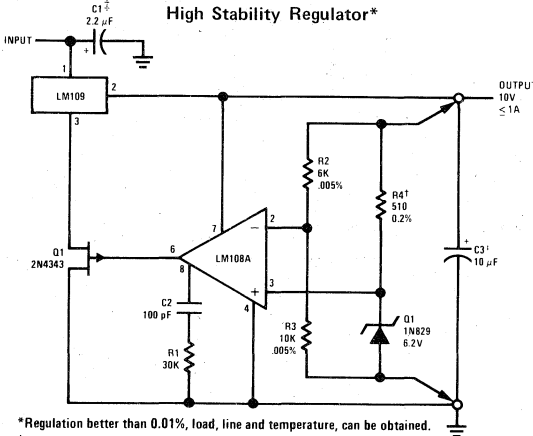 High Stability Regulator*
C1‡
2.2 µF
+
INPUT
1
LM109
2
3
OUTPUT
10V
≤ 1A
R2
6K
.005%
R4†
510
0.2%
7
2
−
6
LM108A
8
3
+
4
Q1
2N4343
+
C3‡
10 µF
C2
100 pF
R1
30K
R3
10K
.005%
Q1
1N829
6.2V
*Regulation better than 0.01%, load, line and temperature, can be obtained.